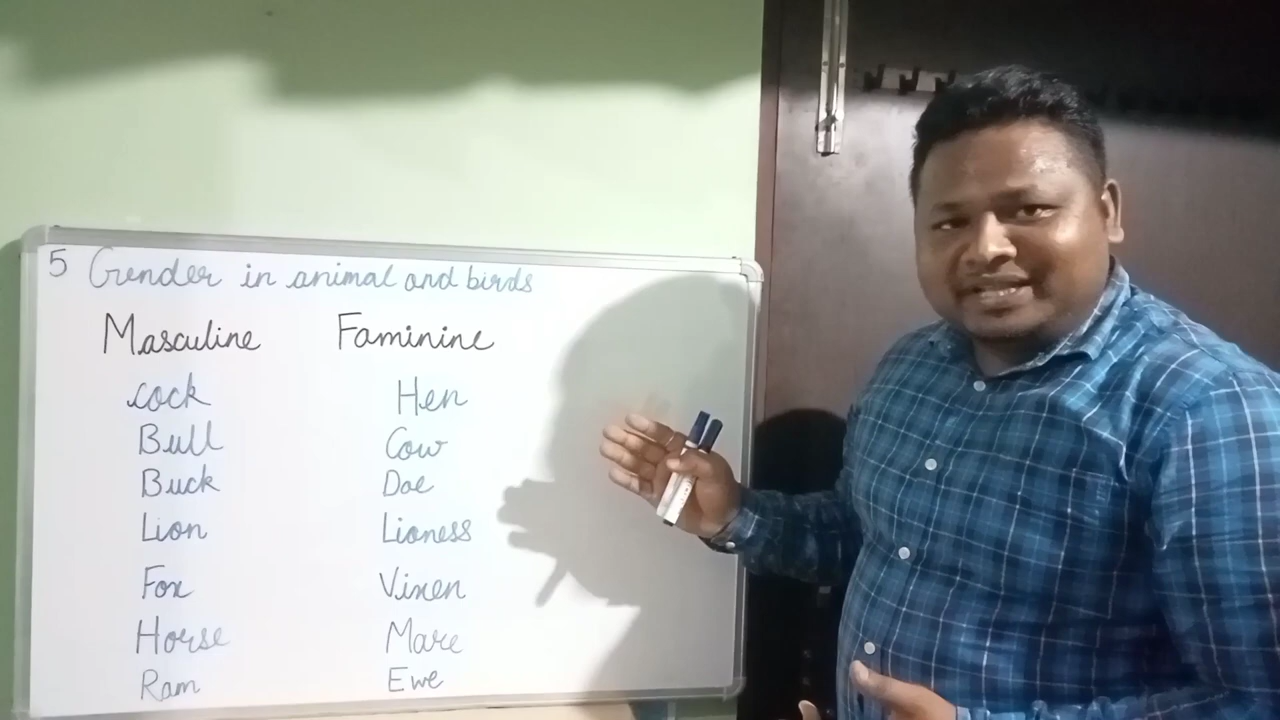 5 Gender in animal and birds
Masculine Faminine
cock Hen
Bull Cow
Buck Doe
Lion Lioness
Fox Vixen
Horse Mare
Ram Ewe